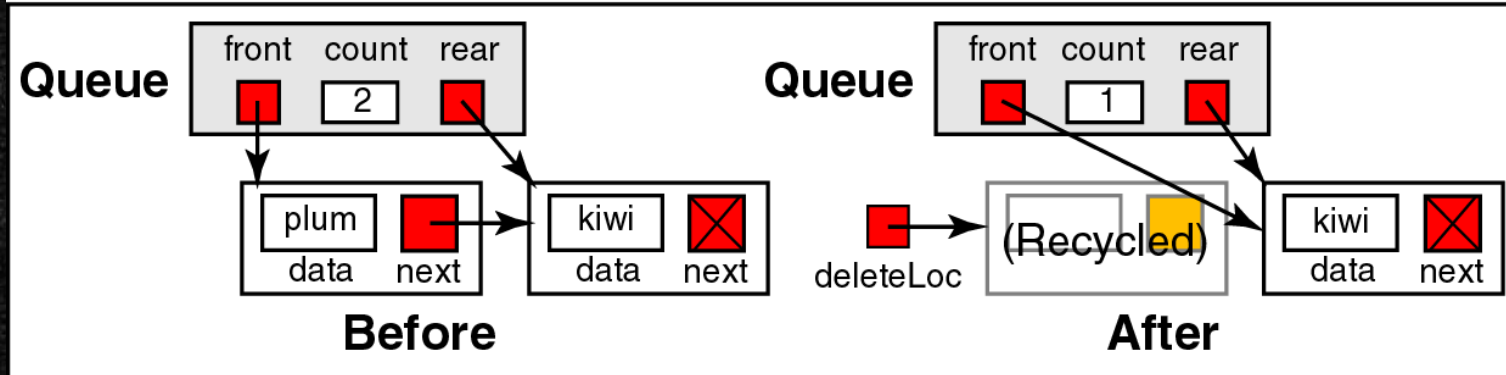 front count rear
Queue
2
plum
data next
kiwi
data next
Before
front count rear
Queue
1
deleteLoc
(Recycled)
kiwi
data next
After